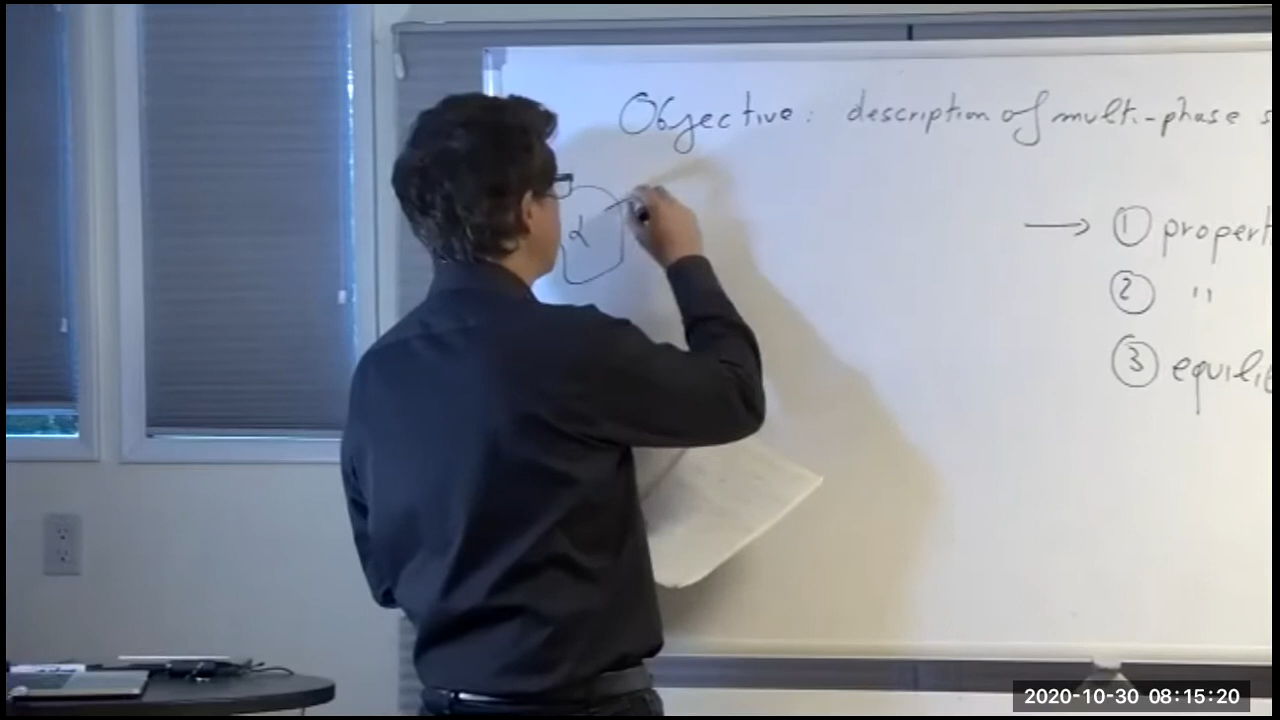 Objective: description of multi-phase s
→ ① propert
② "
③ equilib
α
2020-10-30 08:15:20